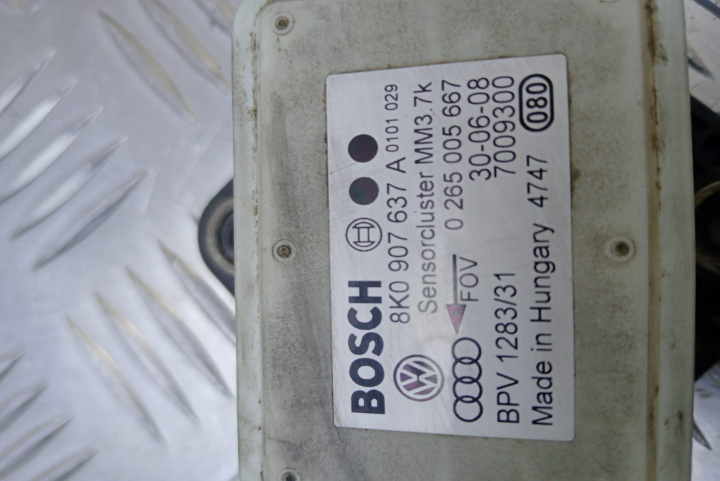 BOSCH
8K0 907 637 A 0101 029
Sensorcluster MM3.7k
FOV 0 265 005 667
30-06-08
BPV 1283/31 7009300
Made in Hungary 4747 080